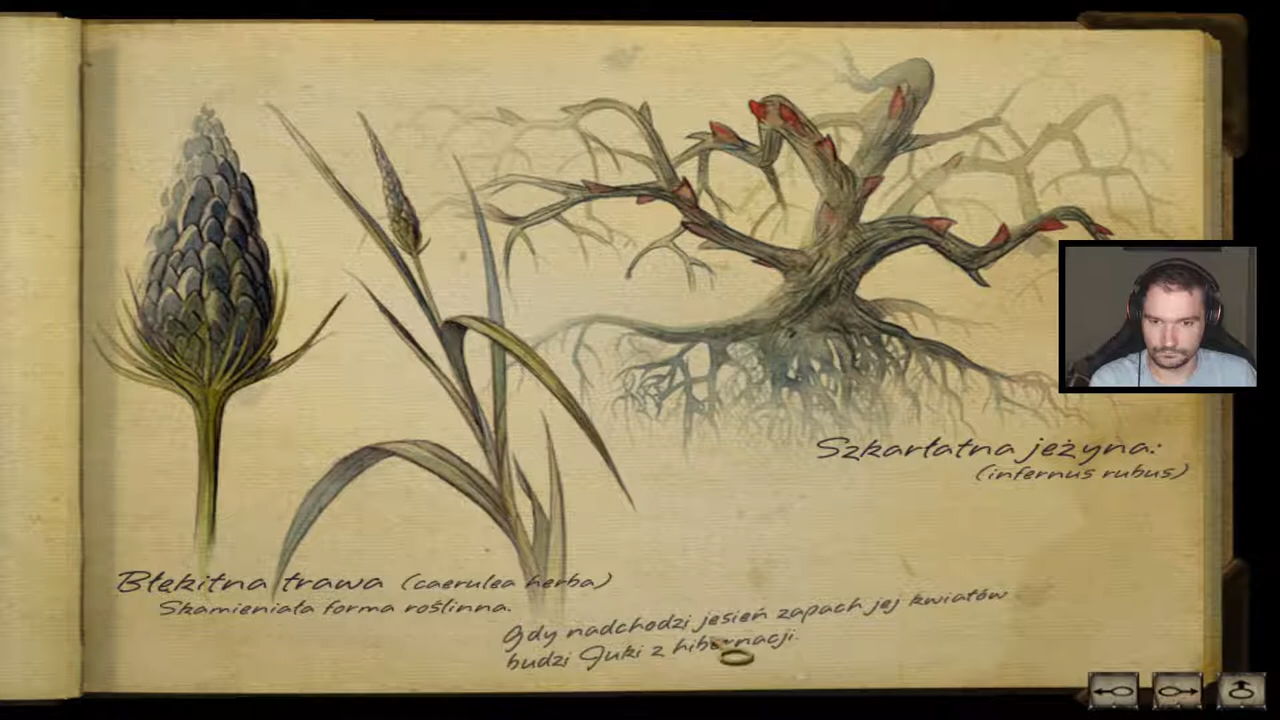 Szkarłatna jeżyna:
(infernus rubus)
Błękitna trawa (caerulea herba)
Skamieniała forma roślinna.
Gdy nadchodzi jesień zapach jej kwiatów
budzi Juki z hibernacji.